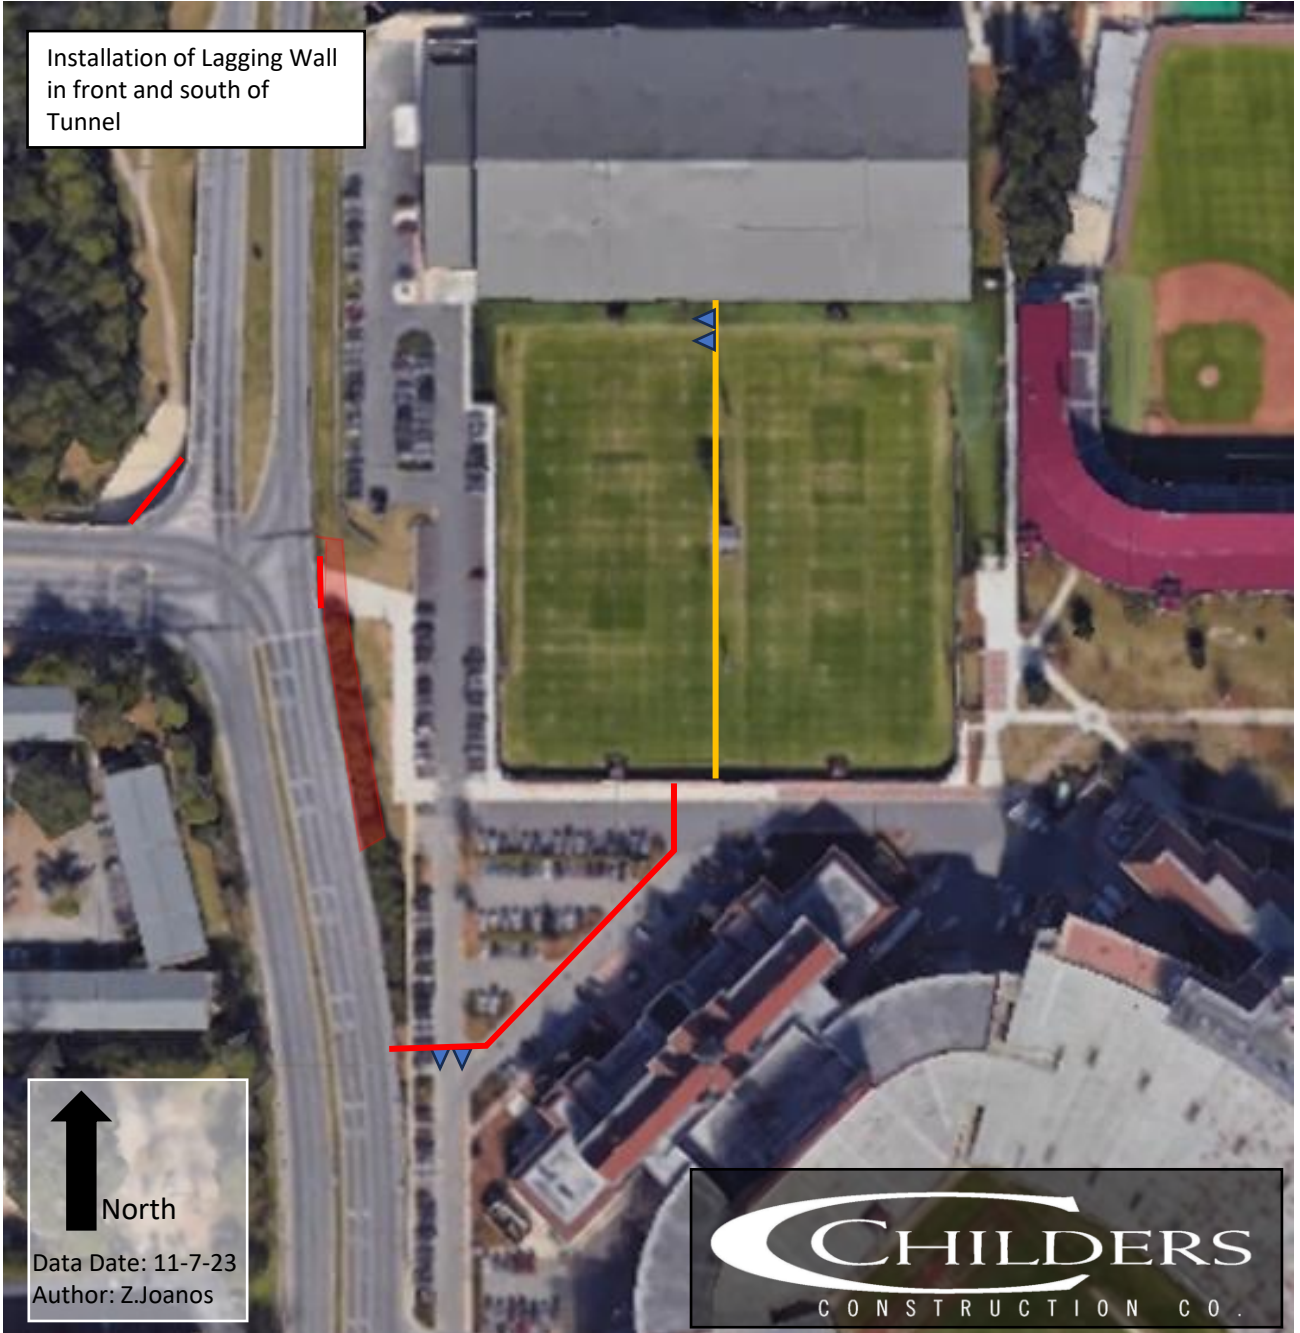 Installation of Lagging Wall
in front and south of
Tunnel
North
Data Date: 11-7-23
Author: Z.Joanos
CHILDERS
CONSTRUCTION CO.